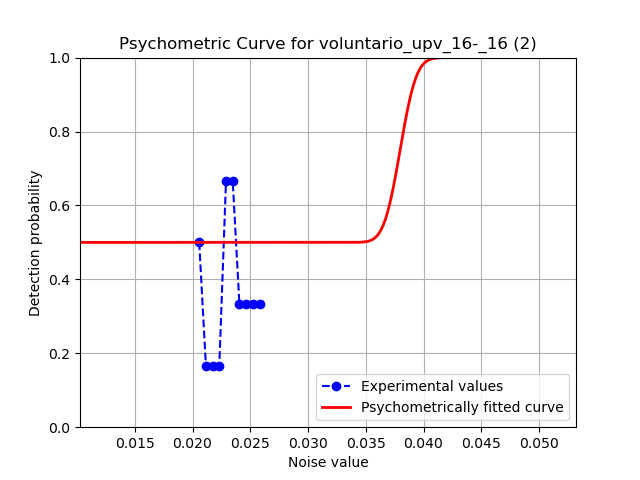 Psychometric Curve for voluntario_upv_16-_16 (2)
Detection probability
1.0
0.8
0.6
0.4
0.2
0.0
0.015 0.020 0.025 0.030 0.035 0.040 0.045 0.050
Noise value
Experimental values
Psychometrically fitted curve